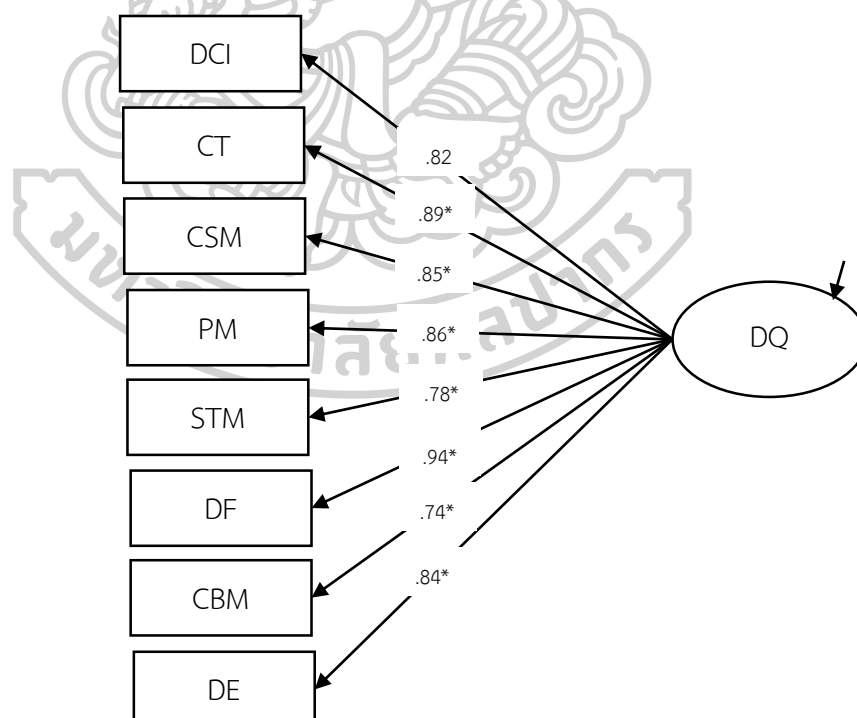 DCI
CT
CSM
PM
STM
DF
CBM
DE
.82
.89*
.85*
.86*
.78*
.94*
.74*
.84*
DQ